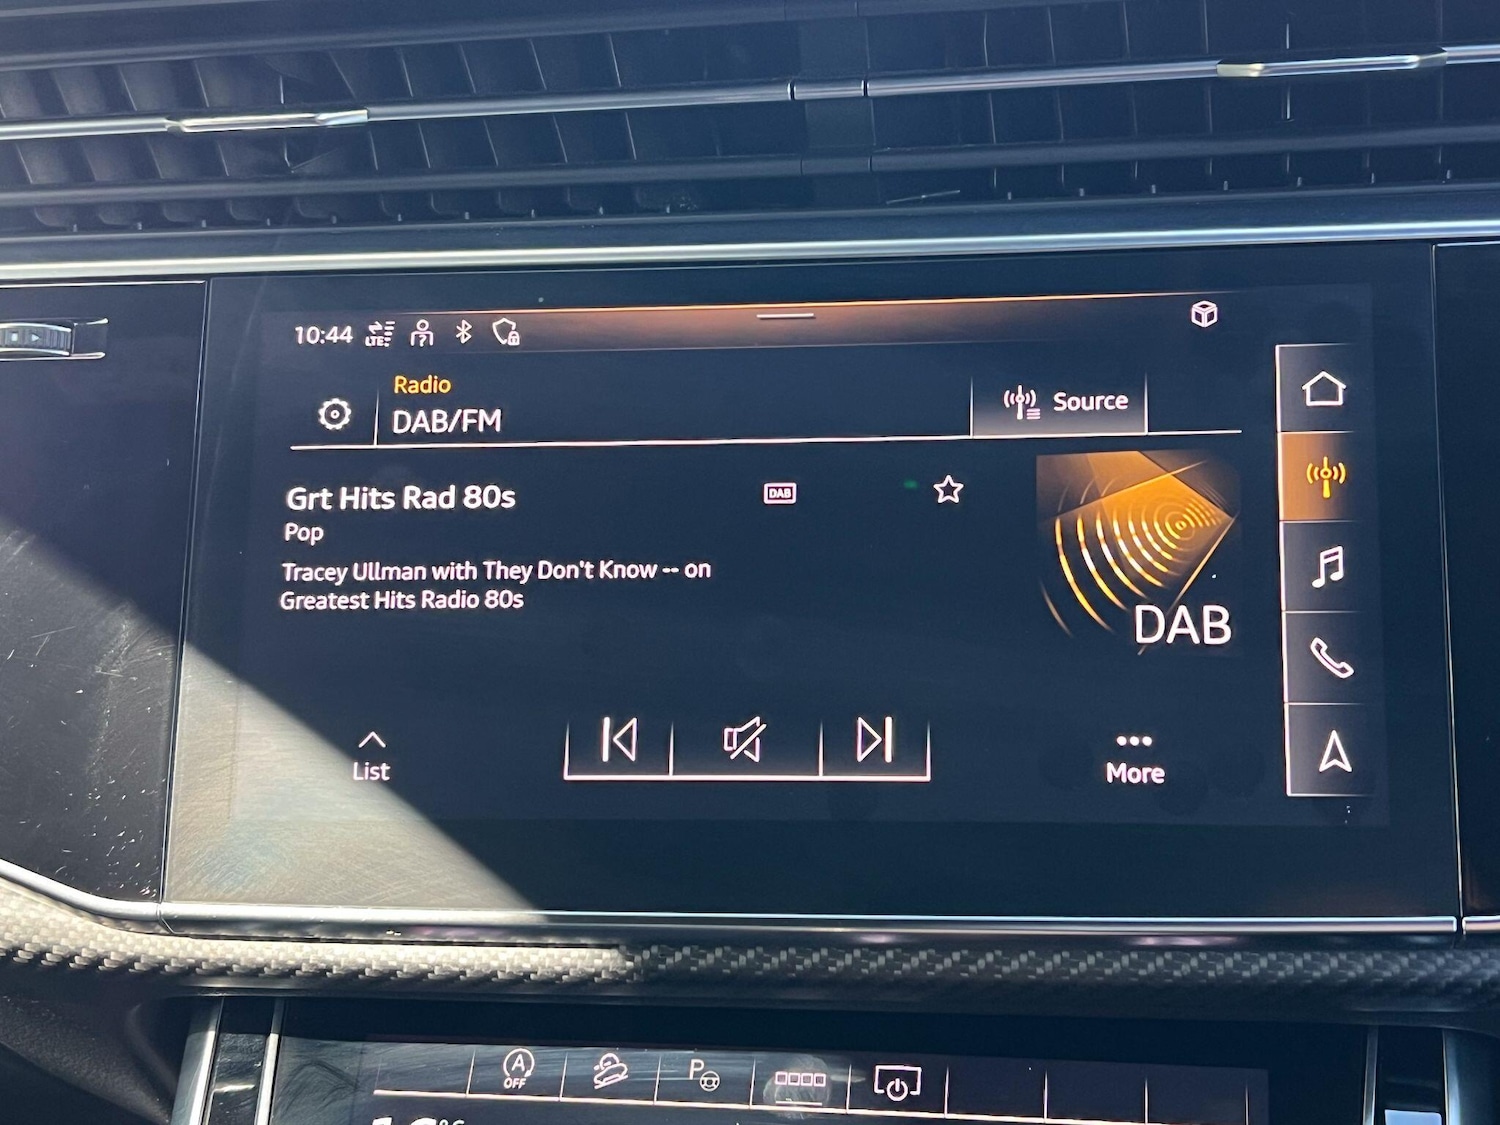 10:44 LTE
Radio
DAB/FM
Source
Grt Hits Rad 80s
DAB
Pop
Tracey Ullman with They Don't Know -- on
Greatest Hits Radio 80s
DAB
List
More
A
OFF
P